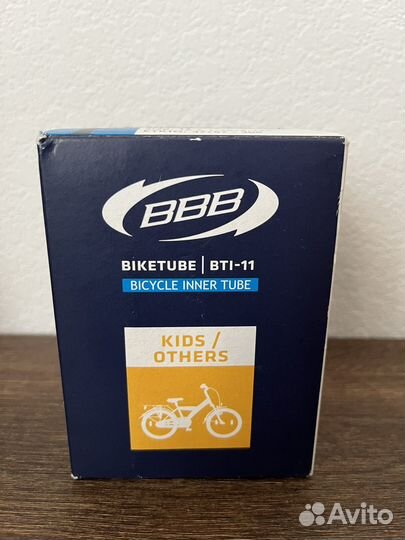 BBB
BIKETUBE | BTI-11
BICYCLE INNER TUBE
KIDS /
OTHERS
Avito